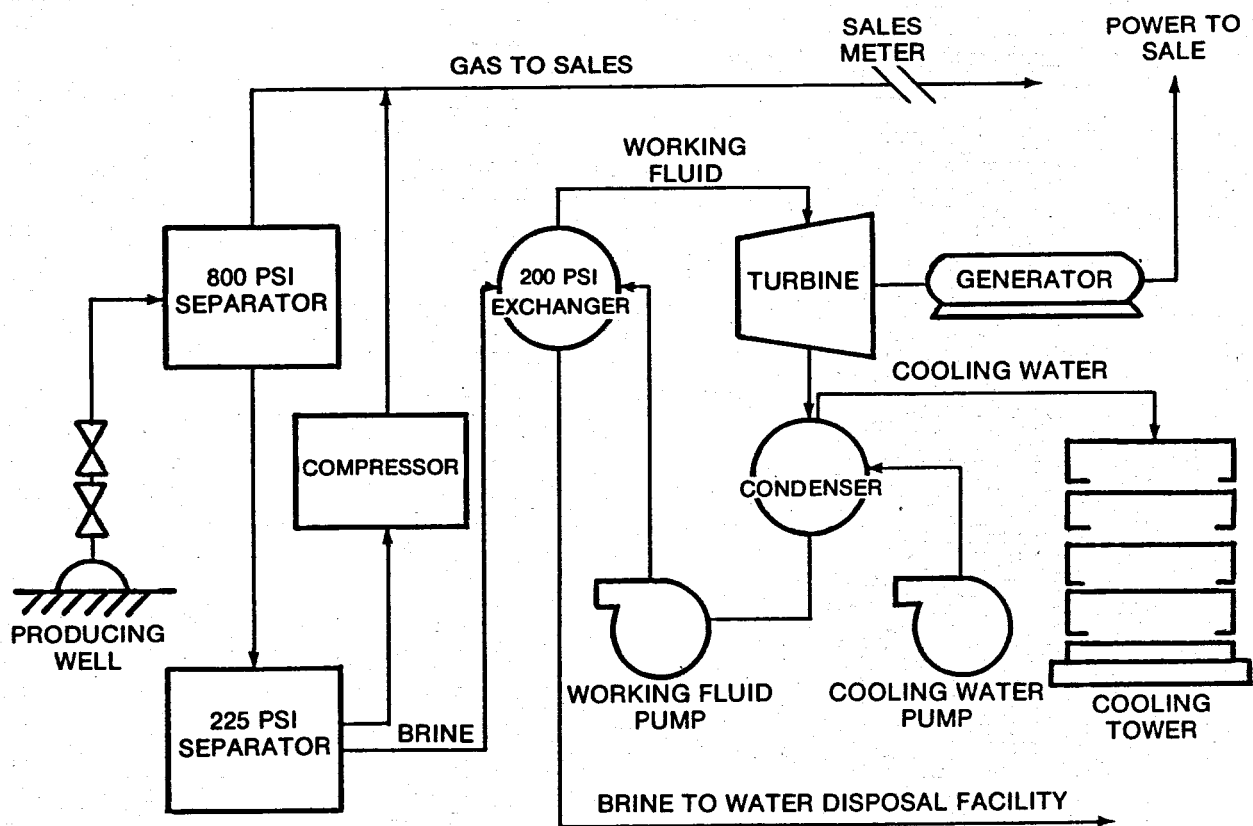 SALES
METER
POWER TO
SALE
GAS TO SALES
WORKING
FLUID
800 PSI
SEPARATOR
200 PSI
EXCHANGER
TURBINE
GENERATOR
COOLING WATER
COMPRESSOR
CONDENSER
PRODUCING
WELL
225 PSI
SEPARATOR
BRINE
WORKING FLUID
PUMP
COOLING WATER
PUMP
COOLING
TOWER
BRINE TO WATER DISPOSAL FACILITY